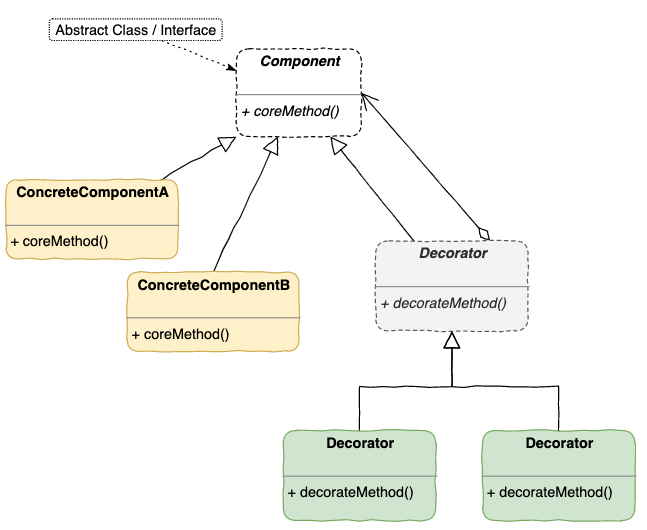 Abstract Class / Interface
Component
+ coreMethod()
ConcreteComponentA
+ coreMethod()
ConcreteComponentB
+ coreMethod()
Decorator
+ decorateMethod()
Decorator
+ decorateMethod()
Decorator
+ decorateMethod()